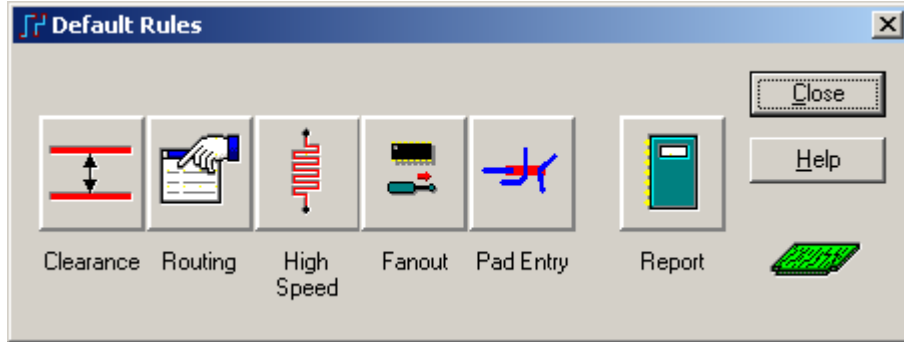 Default Rules
Close
Help
Clearance
Routing
High
Speed
Fanout
Pad Entry
Report